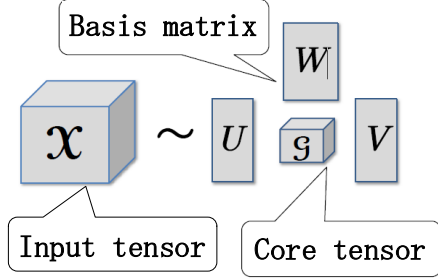 Basis matrix
W
𝒳 ~ U 𝒢 V
Input tensor
Core tensor